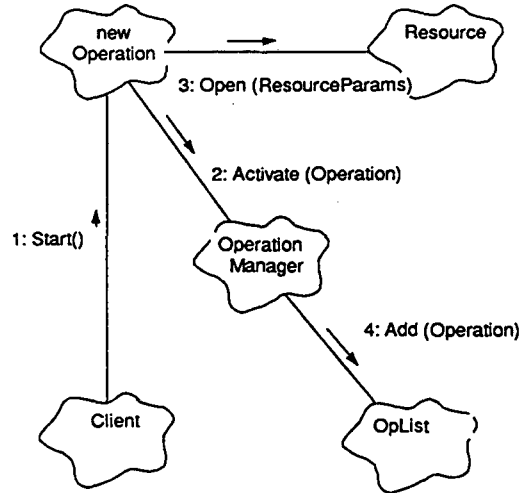 new
Operation
Resource
3: Open (ResourceParams)
2: Activate (Operation)
1: Start()
Operation
Manager
4: Add (Operation)
Client
OpList